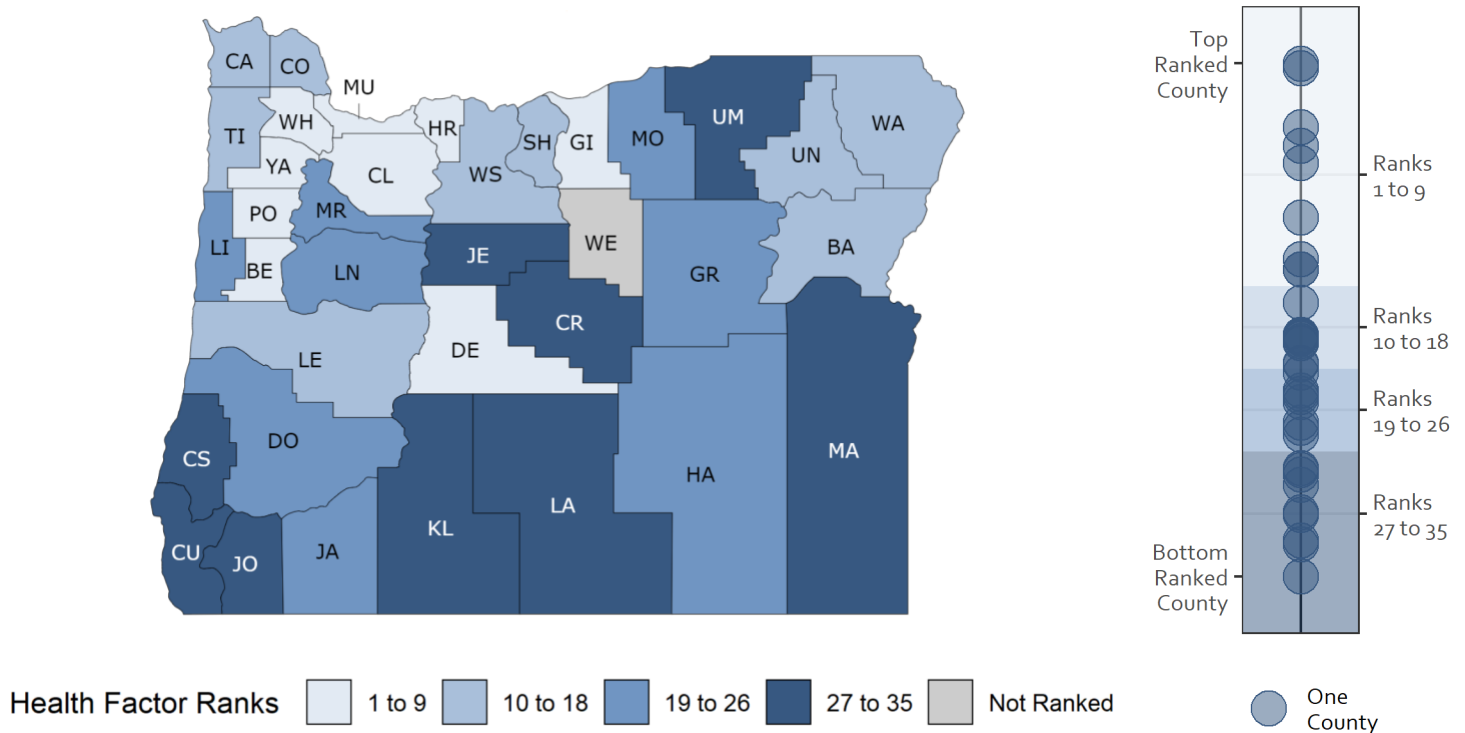 CA
CO
MU
WH
TI
HR
SH
GI
MO
UM
WA
UN
YA
CL
WS
PO
MR
LI
BE
LN
JE
WE
GR
BA
CR
DE
LE
DO
CS
HA
MA
KL
LA
CU
JO
JA
Top
Ranked
County
Ranks
1 to 9
Ranks
10 to 18
Ranks
19 to 26
Ranks
27 to 35
Bottom
Ranked
County
Health Factor Ranks
1 to 9
10 to 18
19 to 26
27 to 35
Not Ranked
One
County